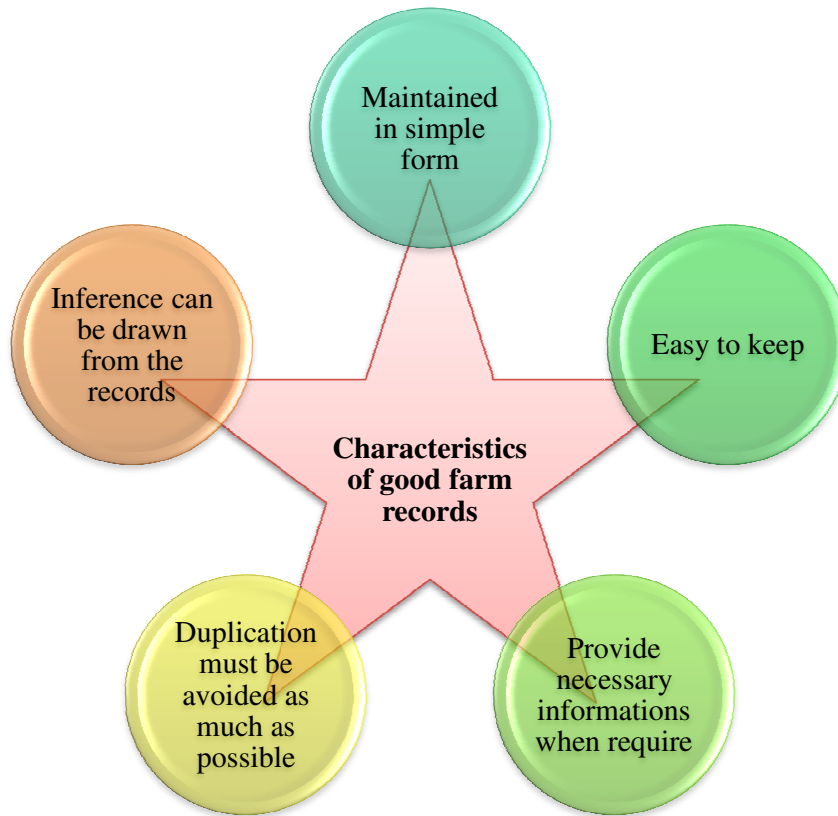 Maintained
in simple
form
Inference can
be drawn
from the
records
Easy to keep
Characteristics
of good farm
records
Duplication
must be
avoided as
much as
possible
Provide
necessary
informations
when require